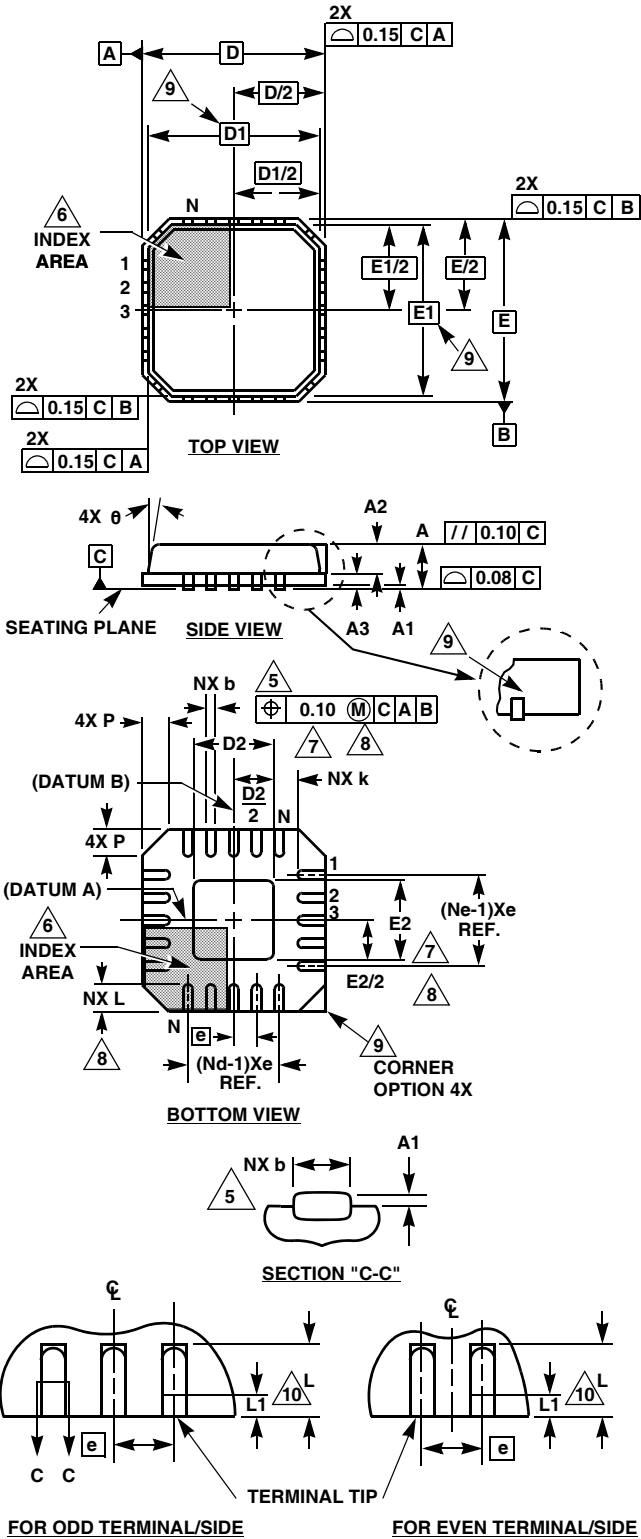 2X
0.15 C A
A
D
9
D/2
D1
D1/2
2X
0.15 C B
6
INDEX
AREA
N
1
2
3
E1/2
E/2
E1
E
9
2X
0.15 C B
2X
0.15 C A
B
TOP VIEW
4X θ
A2
A
// 0.10 C
C
0.08 C
SEATING PLANE
SIDE VIEW
A3
A1
9
NX b
5
0.10 M C A B
4X P
D2
7
8
(DATUM B)
D2
2
N
NX k
4X P
1
(DATUM A)
2
3
(Ne-1)Xe
REF.
6
INDEX
AREA
E2
7
E2/2
8
NX L
N
e
8
(Nd-1)Xe
REF.
9
CORNER
OPTION 4X
BOTTOM VIEW
NX b
A1
5
SECTION "C-C"
CL
CL
L
10
L1
L
10
L1
e
e
C C
TERMINAL TIP
FOR ODD TERMINAL/SIDE
FOR EVEN TERMINAL/SIDE